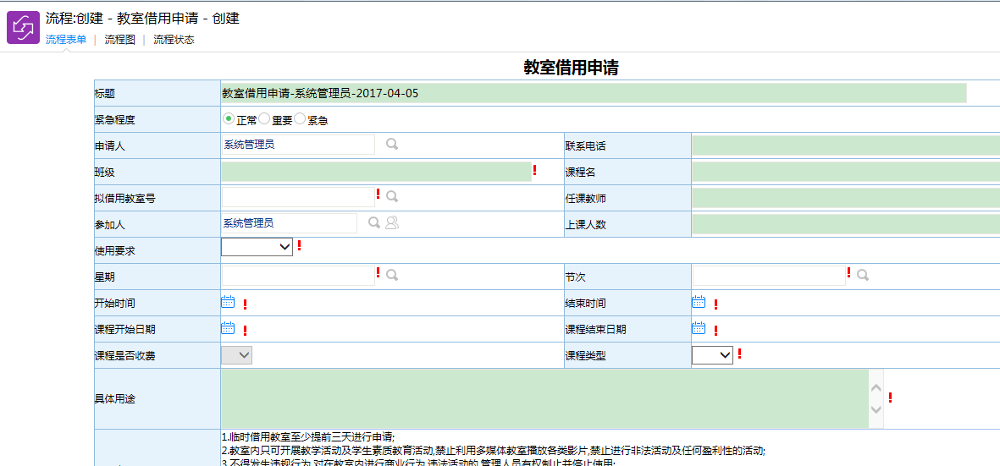 流程:创建 - 教室借用申请 - 创建
流程表单 | 流程图 | 流程状态
教室借用申请
标题 教室借用申请-系统管理员-2017-04-05
紧急程度 正常 重要 紧急
申请人 系统管理员 联系电话
班级 ! 课程名
拟借用教室号 ! 任课教师
参加人 系统管理员 上课人数
使用要求 !
星期 ! 节次 !
开始时间 ! 结束时间 !
课程开始日期 ! 课程结束日期 !
课程是否收费 课程类型 !
具体用途 !
1.临时借用教室至少提前三天进行申请;
2.教室内只可开展教学活动及学生素质教育活动,禁止利用多媒体教室播放各类影片,禁止进行非法活动及任何盈利性的活动;
3.不得发生违规行为,对在教室内进行商业行为,违法活动的,管理人员有权制止并停止使用;